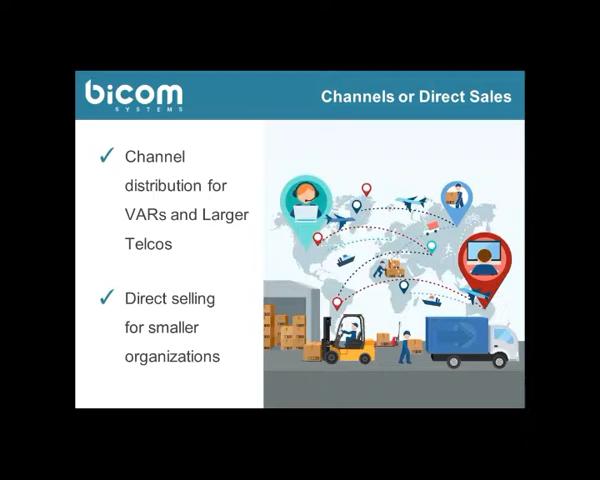 bicom
SYSTEMS
Channels or Direct Sales
✓ Channel
distribution for
VARs and Larger
Telcos
✓ Direct selling
for smaller
organizations